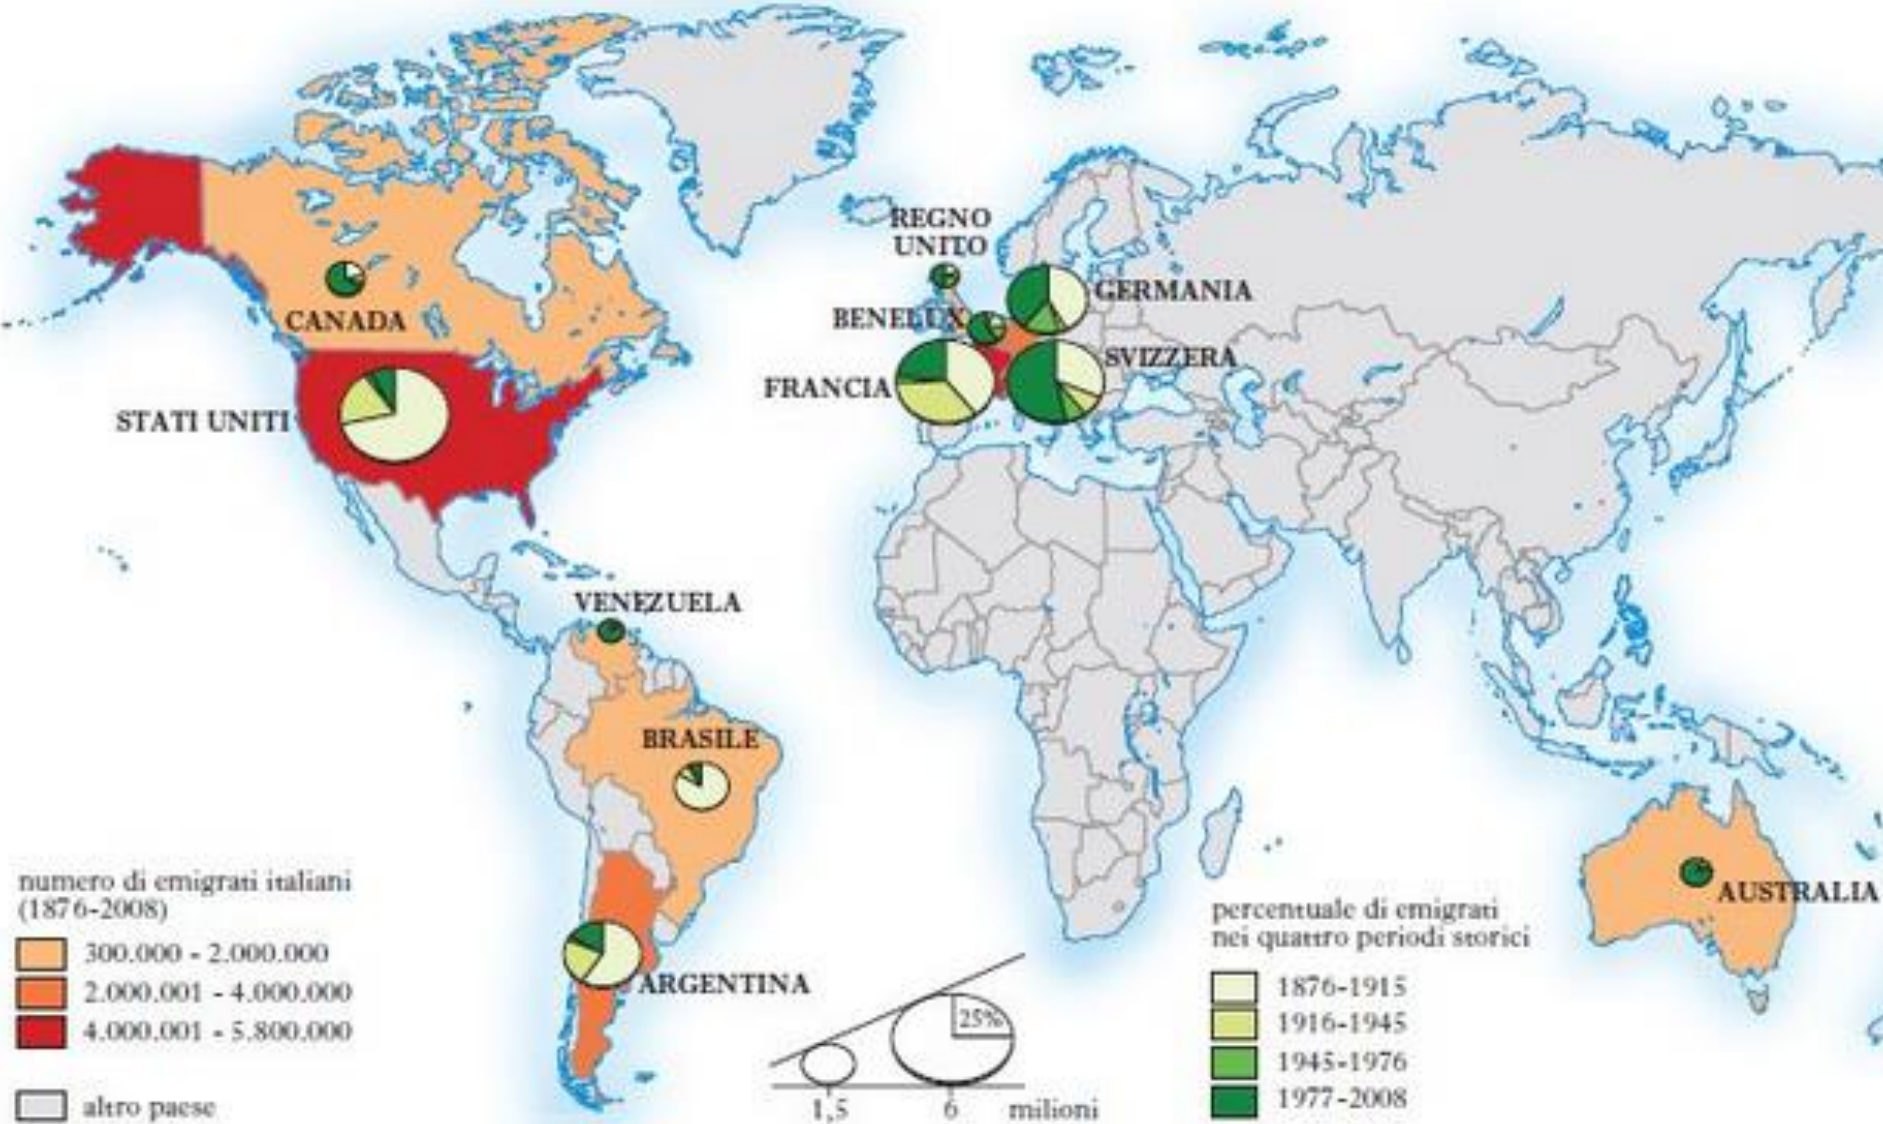 REGNO
UNITO
GERMANIA
BENELUX
CANADA
SVIZZERA
FRANCIA
STATI UNITI
VENEZUELA
BRASILE
AUSTRALIA
ARGENTINA
numero di emigrati italiani
(1876-2008)
300.000 - 2.000.000
2.000.001 - 4.000.000
4.000.001 - 5.800.000
altro paese
25%
1,5
6
milioni
percentuale di emigrati
nei quattro periodi storici
1876-1915
1916-1945
1945-1976
1977-2008